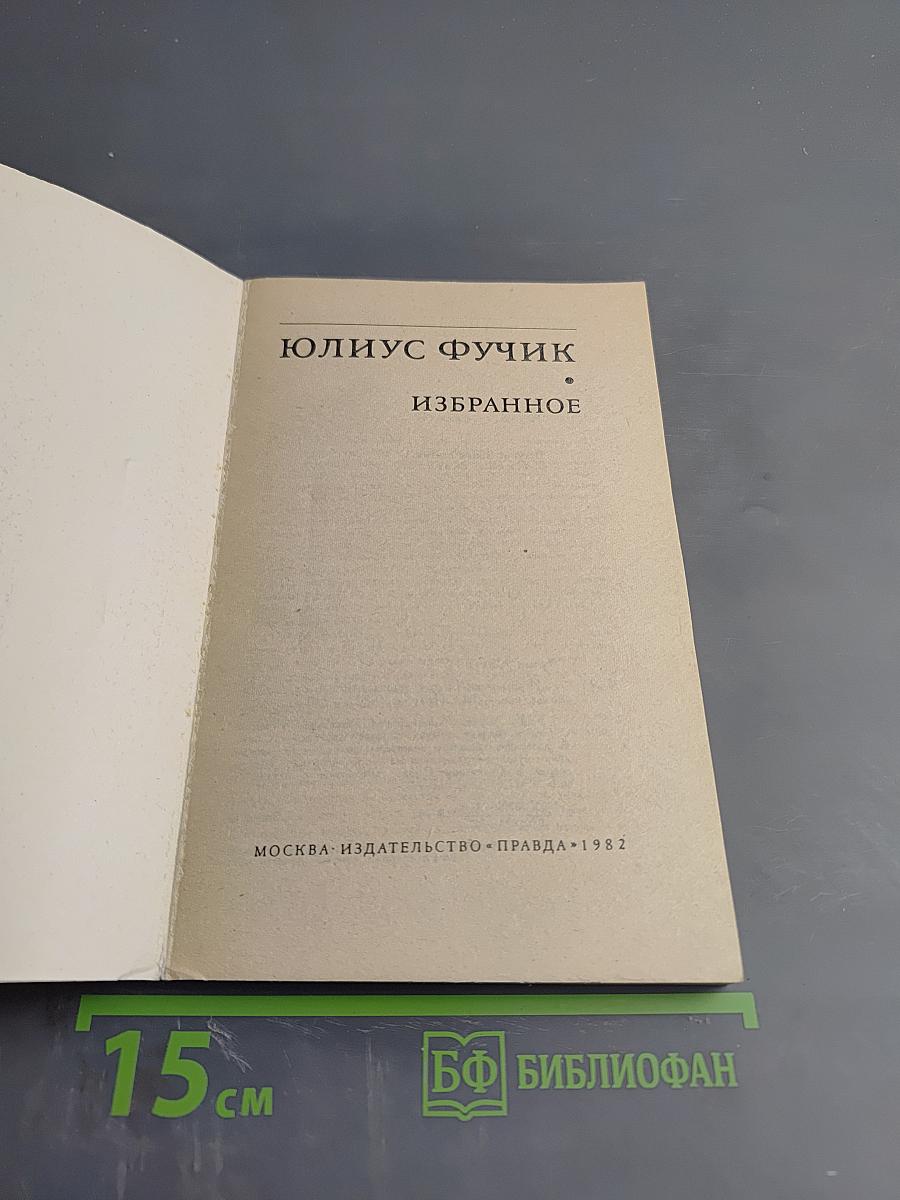 ЮЛИУС ФУЧИК
ИЗБРАННОЕ
МОСКВА · ИЗДАТЕЛЬСТВО «ПРАВДА» 1982
15 см
БФ БИБЛИОФАН